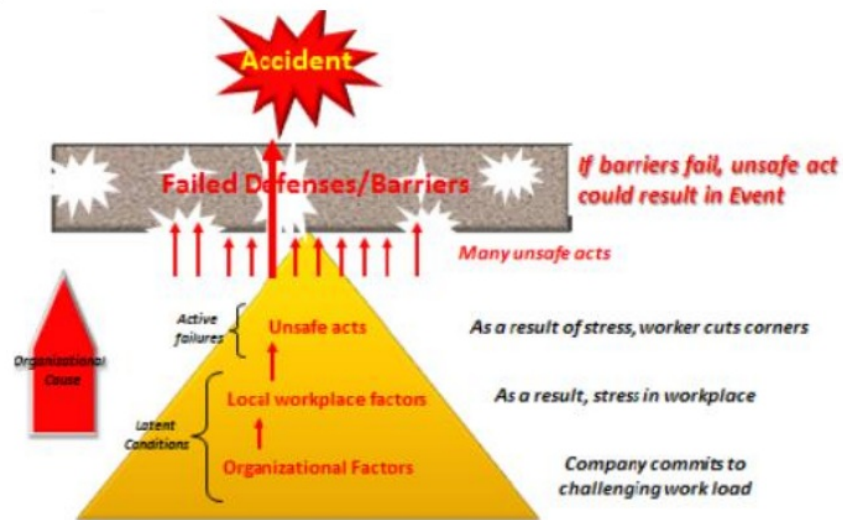 Accident
Failed Defenses/Barriers
If barriers fail, unsafe act
could result in Event
Many unsafe acts
Active
failures
Unsafe acts
As a result of stress, worker cuts corners
Organizational
Cause
Local workplace factors
As a result, stress in workplace
Latent
Conditions
Organizational Factors
Company commits to
challenging work load